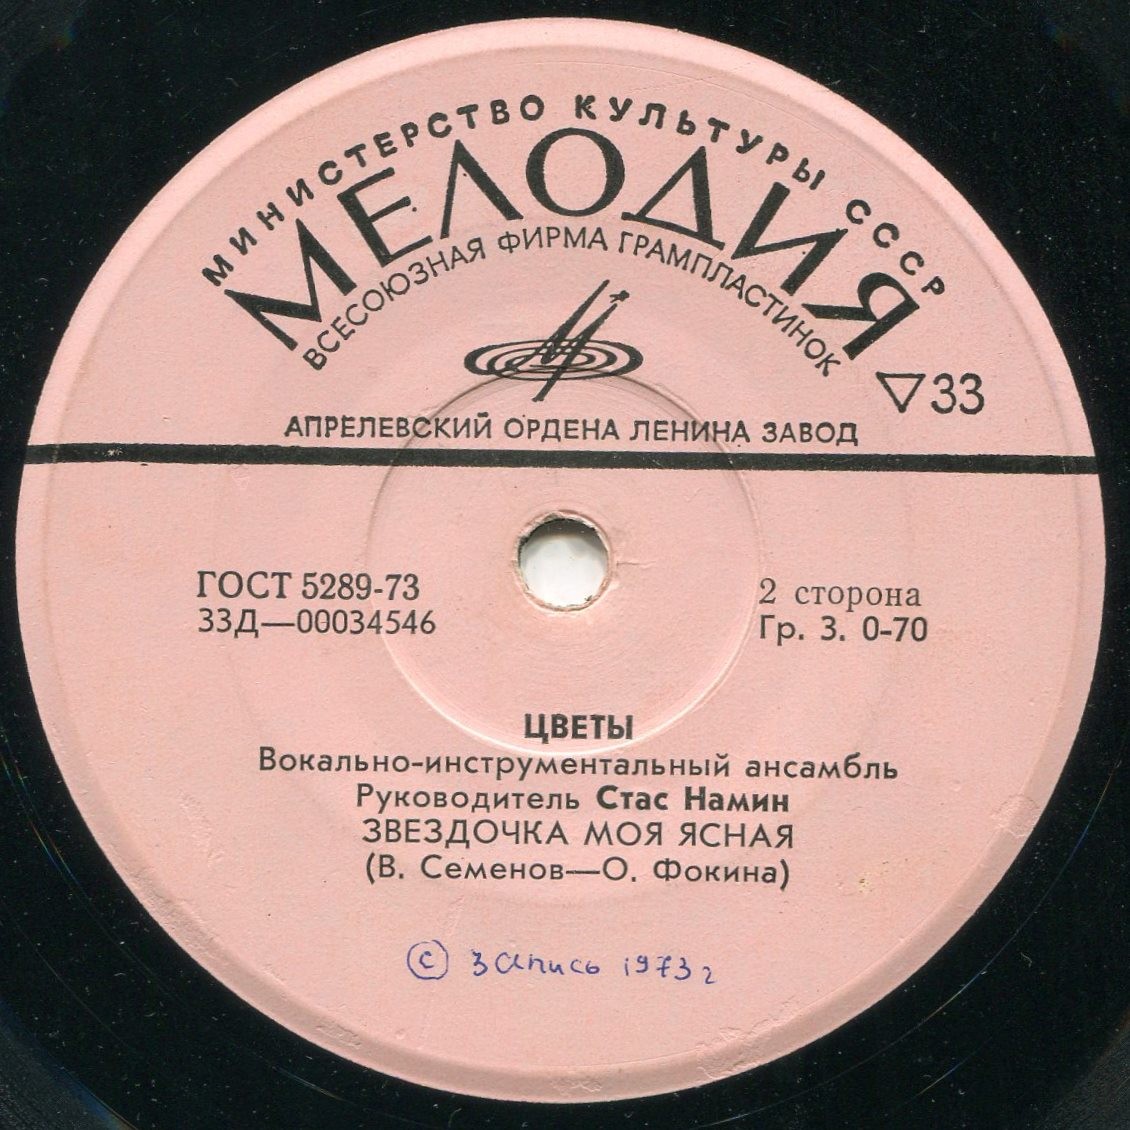 МИНИСТЕРСТВО КУЛЬТУРЫ СССР
МЕЛОДИЯ
ВСЕСОЮЗНАЯ ФИРМА ГРАМПЛАСТИНОК
▽33
АПРЕЛЕВСКИЙ ОРДЕНА ЛЕНИНА ЗАВОД
ГОСТ 5289-73
33Д—00034546
2 сторона
Гр. 3. 0-70
ЦВЕТЫ
Вокально-инструментальный ансамбль
Руководитель Стас Намин
ЗВЕЗДОЧКА МОЯ ЯСНАЯ
(В. Семенов—О. Фокина)
© запись 1973 г